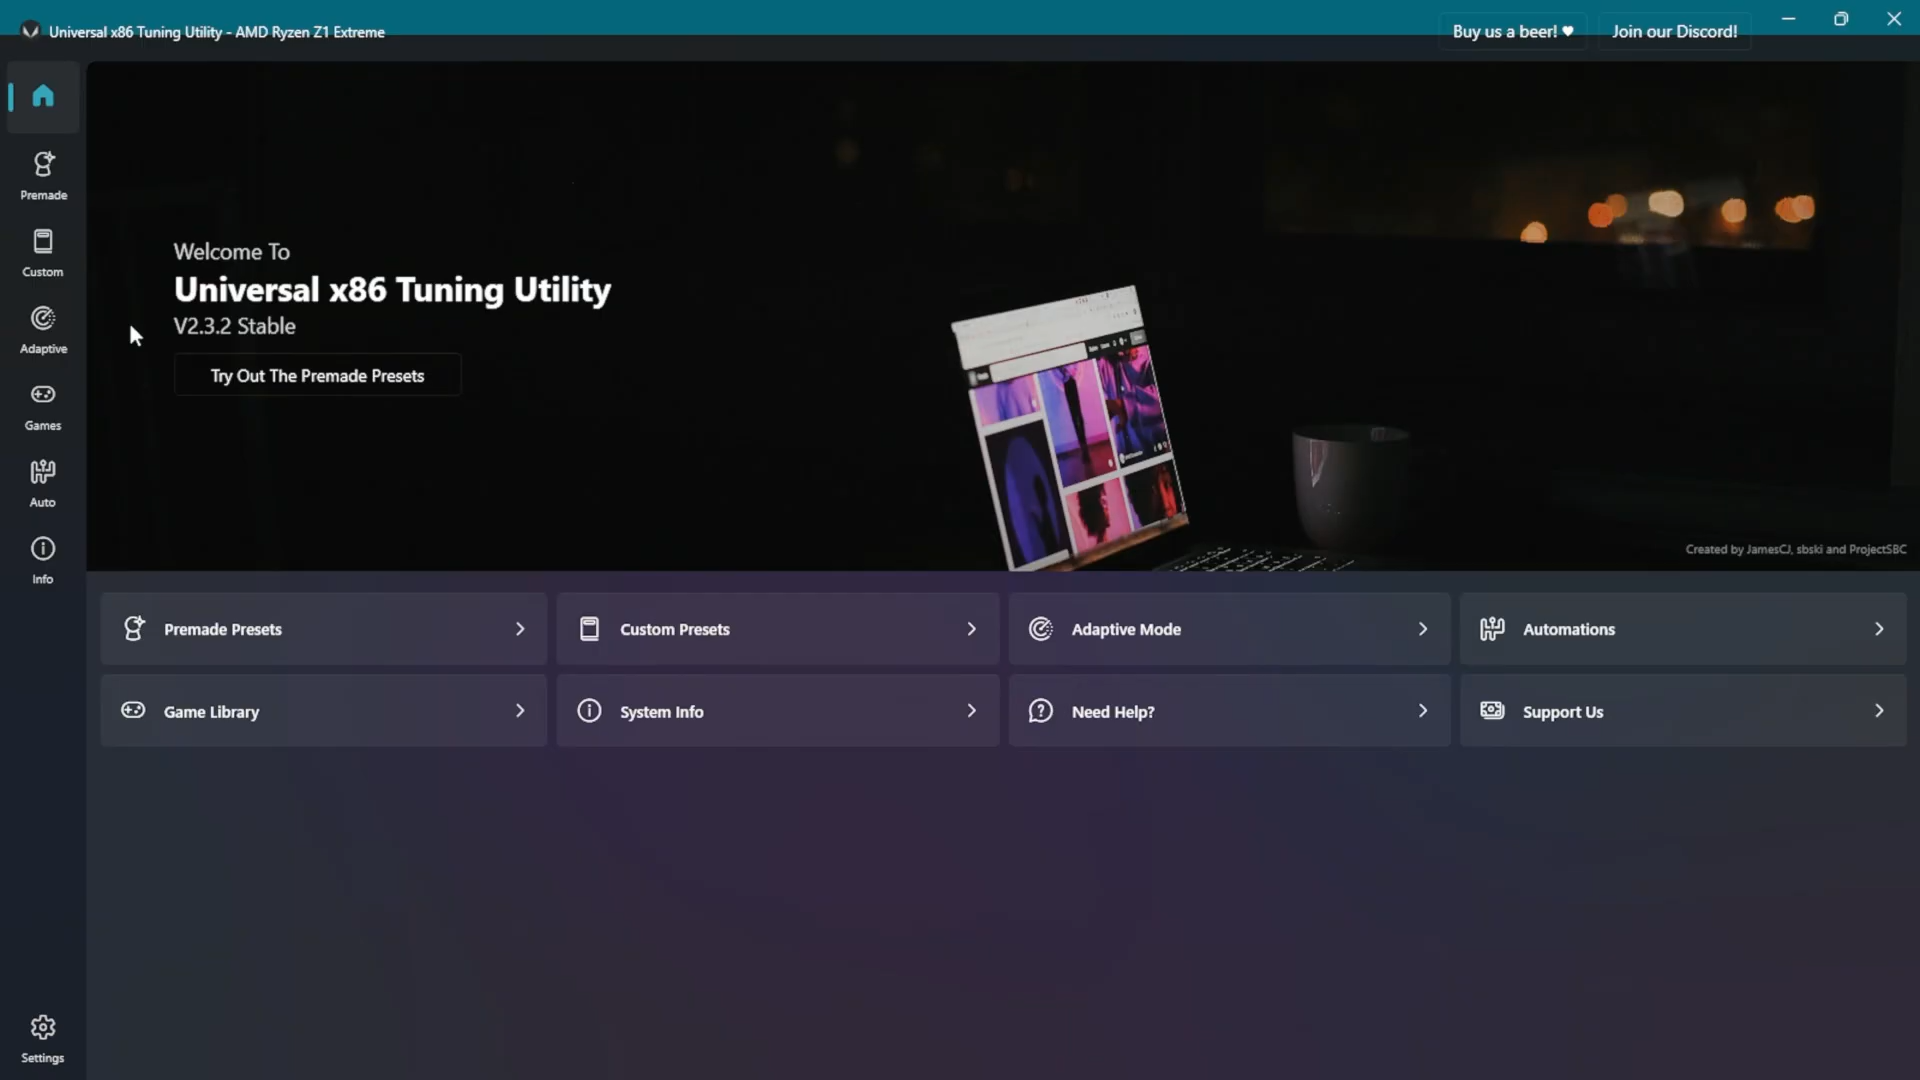 Universal x86 Tuning Utility - AMD Ryzen Z1 Extreme
Buy us a beer! ♥
Join our Discord!
Premade
Custom
Adaptive
Games
Auto
Info
Settings
Welcome To
Universal x86 Tuning Utility
V2.3.2 Stable
Try Out The Premade Presets
Created by JamesCJ, sbski and ProjectSBC
Premade Presets
Custom Presets
Adaptive Mode
Automations
Game Library
System Info
Need Help?
Support Us